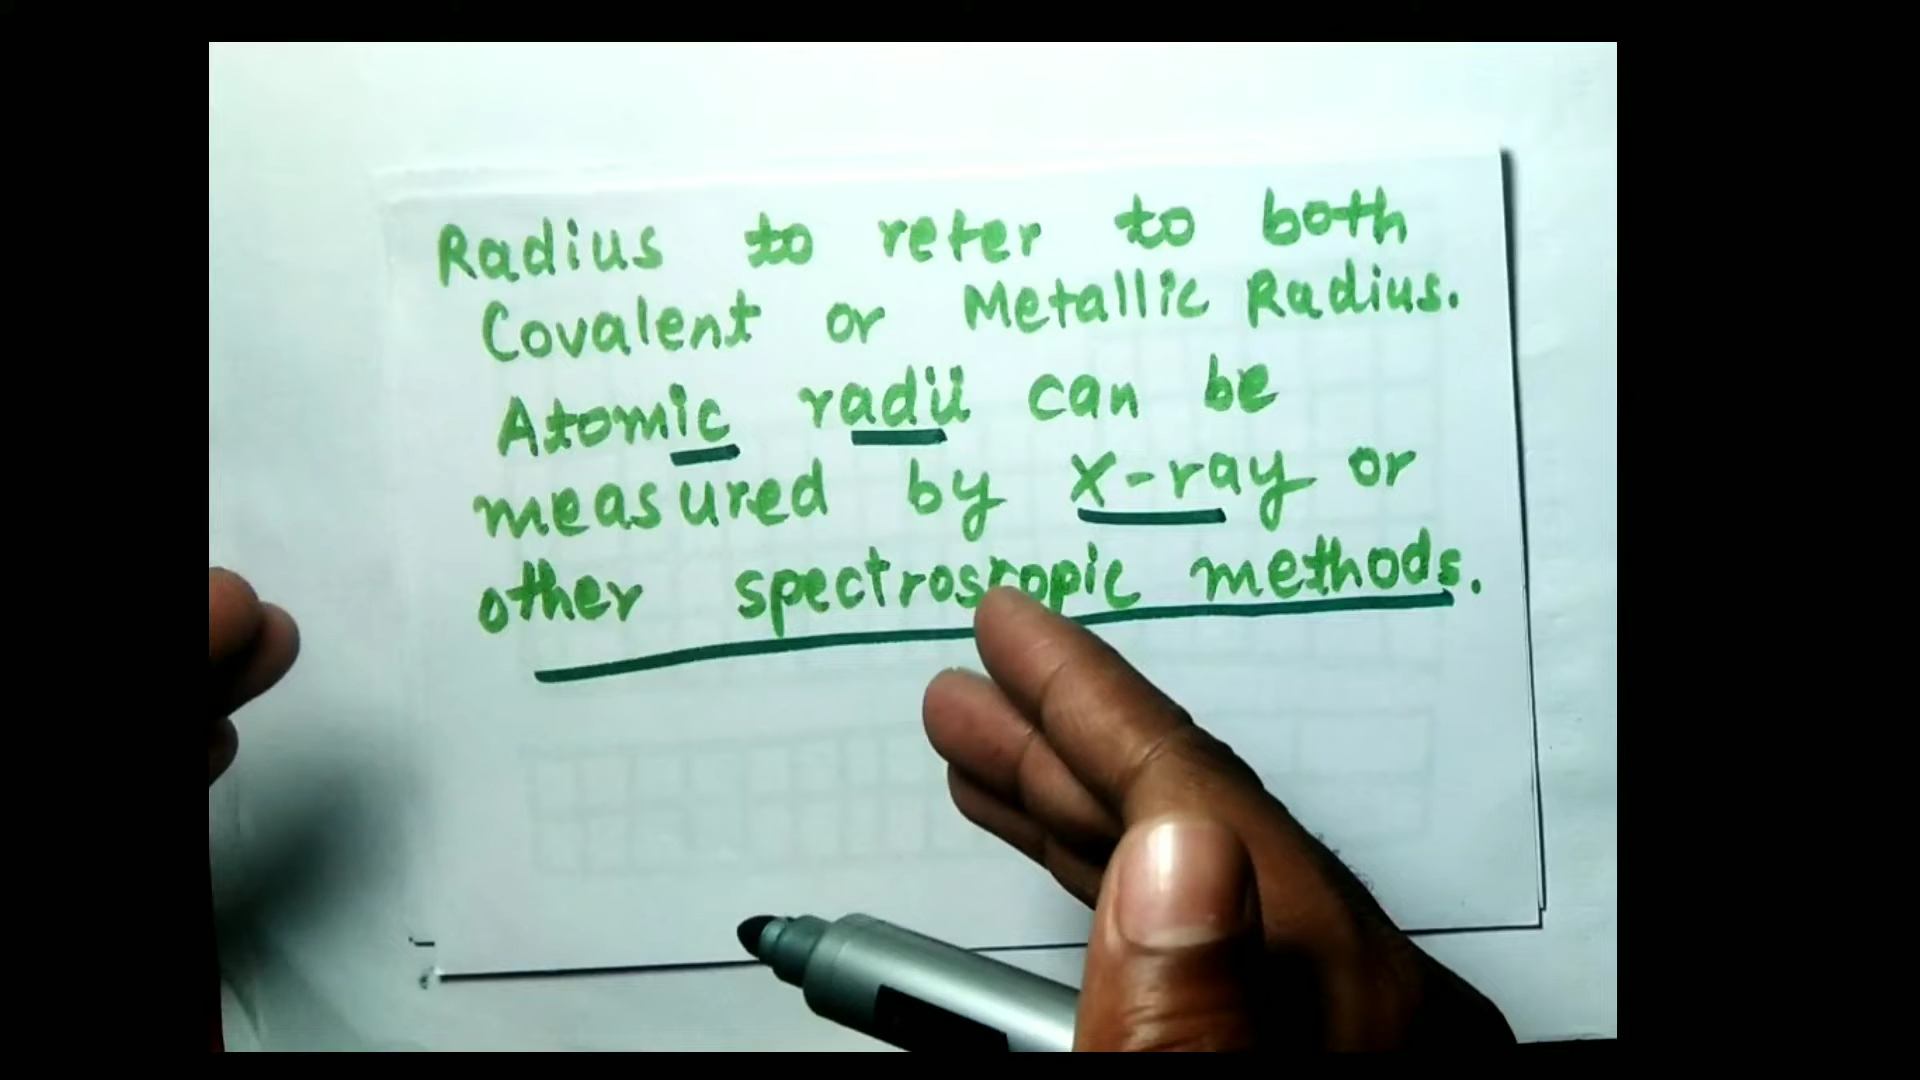 Radius to refer to both
Covalent or Metallic Radius.
Atomic radii can be
measured by X-ray or
other spectroscopic methods.